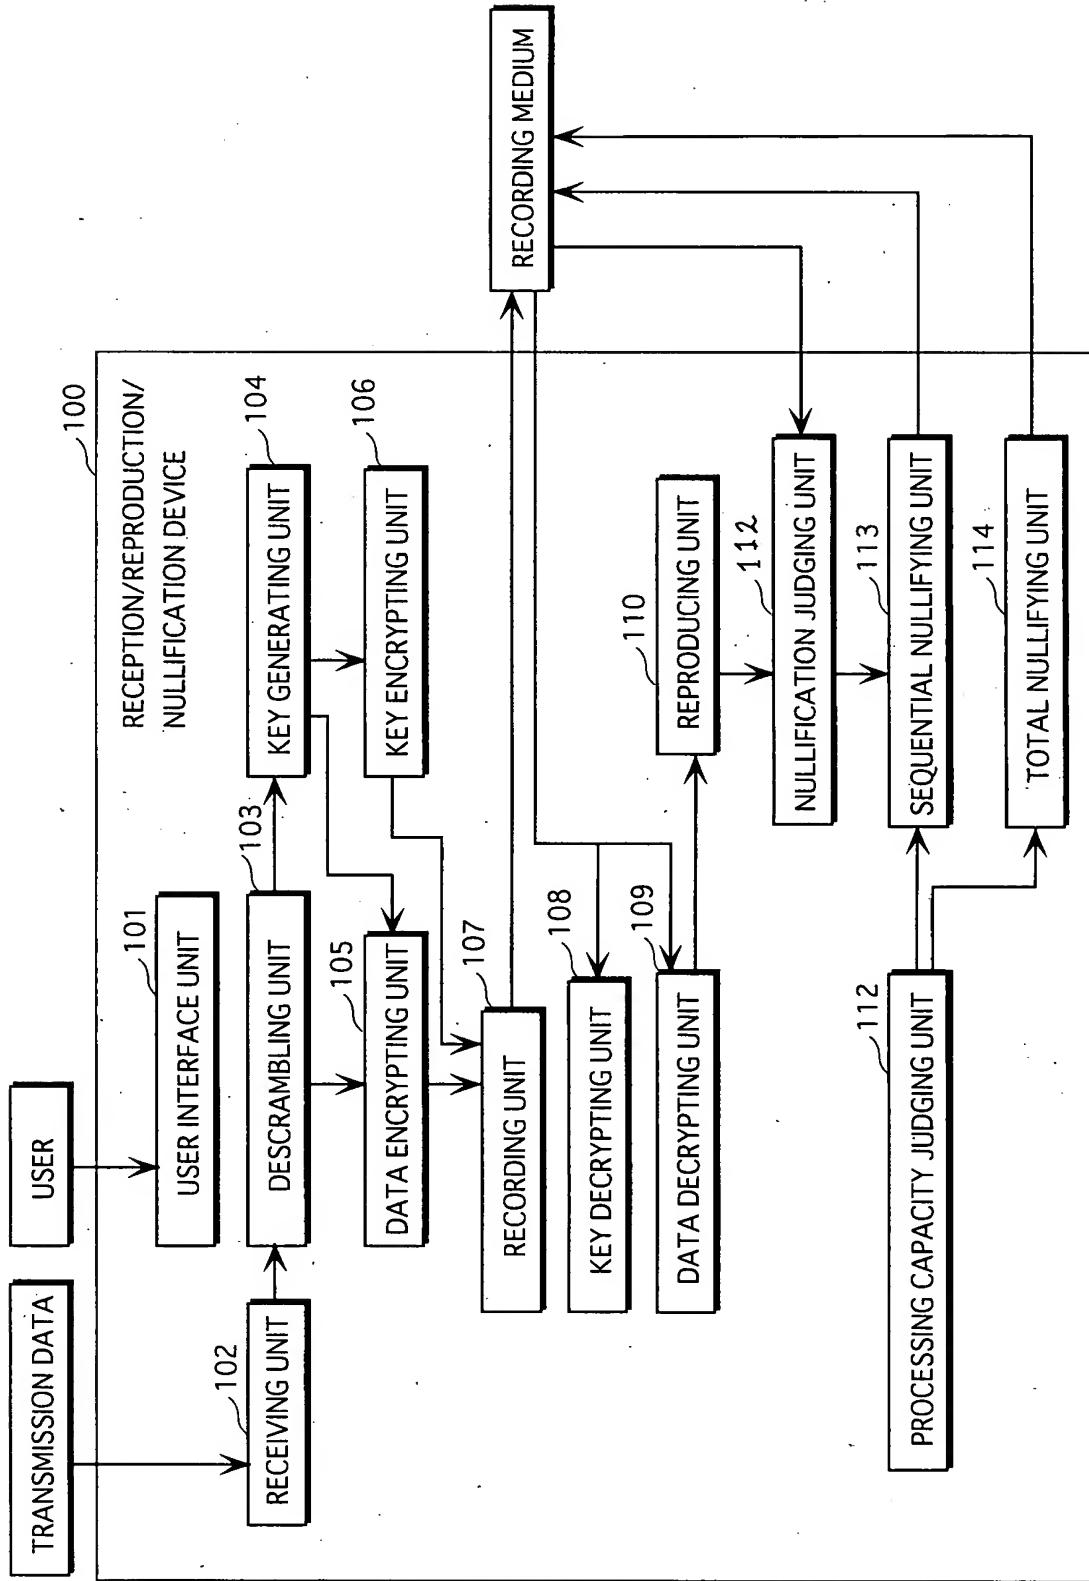 TRANSMISSION DATA
USER
100
RECEPTION/REPRODUCTION/
NULLIFICATION DEVICE
101
USER INTERFACE UNIT
102
RECEIVING UNIT
103
DESCRAMBLING UNIT
104
KEY GENERATING UNIT
105
DATA ENCRYPTING UNIT
106
KEY ENCRYPTING UNIT
107
RECORDING UNIT
RECORDING MEDIUM
108
KEY DECRYPTING UNIT
109
DATA DECRYPTING UNIT
110
REPRODUCING UNIT
112
NULLIFICATION JUDGING UNIT
112
PROCESSING CAPACITY JUDGING UNIT
113
SEQUENTIAL NULLIFYING UNIT
114
TOTAL NULLIFYING UNIT